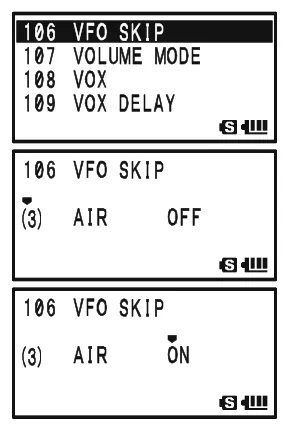 106 VFO SKIP
107 VOLUME MODE
108 VOX
109 VOX DELAY
S
106 VFO SKIP
(3) AIR OFF
S
106 VFO SKIP
(3) AIR ON
S